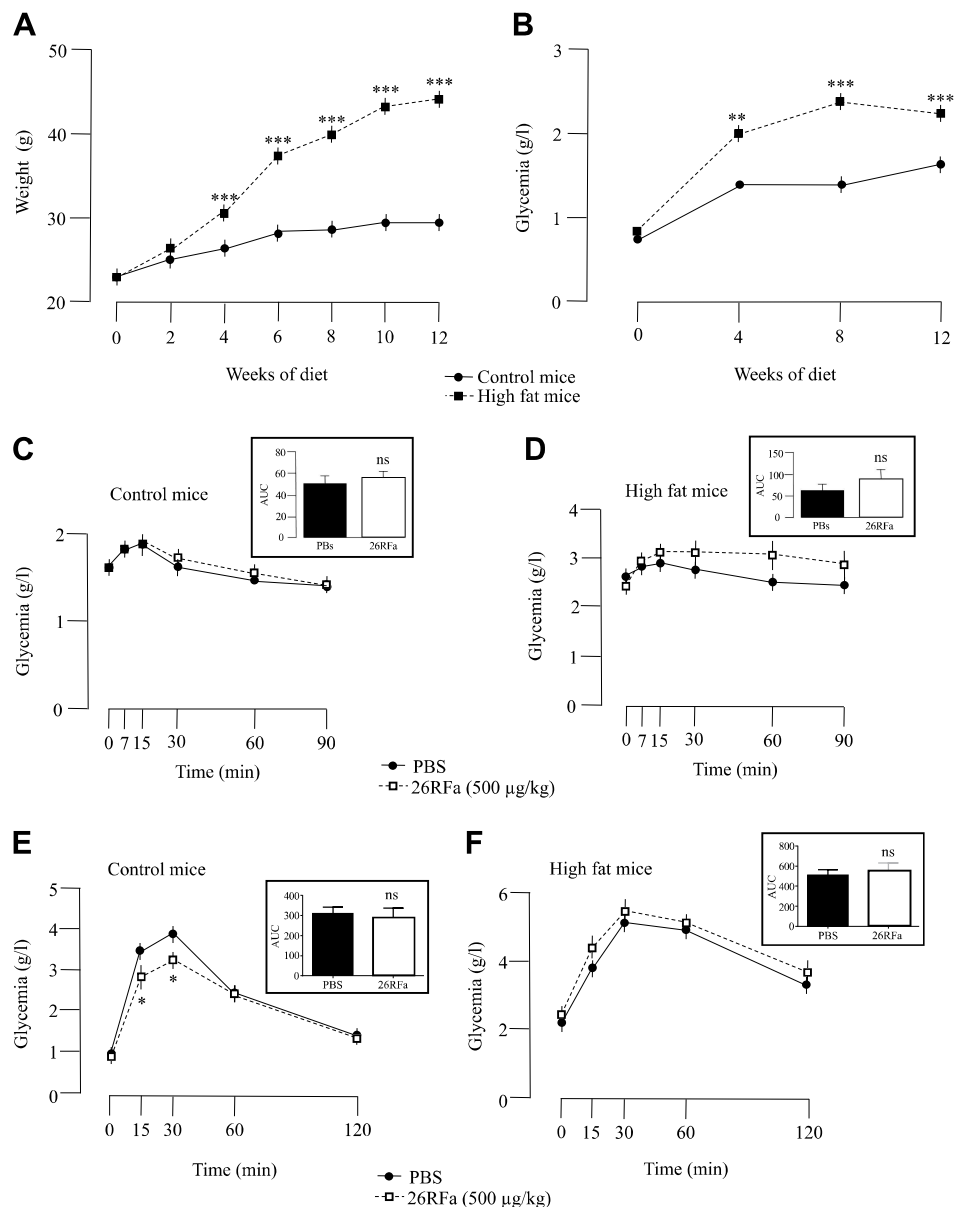 A
50
40
30
20
Weight (g)
***
***
***
***
***
0 2 4 6 8 10 12
Weeks of diet
B
3
2
1
0
Glycemia (g/l)
**
***
***
0 4 8 12
Weeks of diet
Control mice
High fat mice
C
Control mice
2
1
0
Glycemia (g/l)
80
60
40
20
0
AUC
ns
PBs 26RFa
0 7 15 30 60 90
Time (min)
D
High fat mice
4
3
2
1
0
Glycemia (g/l)
150
100
50
0
AUC
ns
PBs 26RFa
0 7 15 30 60 90
Time (min)
PBS
26RFa (500 µg/kg)
E
Control mice
5
4
3
2
1
0
Glycemia (g/l)
* *
400
300
200
100
0
AUC
ns
PBS 26RFa
0 15 30 60 120
Time (min)
F
High fat mice
6
4
2
0
Glycemia (g/l)
800
600
400
200
0
AUC
ns
PBS 26RFa
0 15 30 60 120
Time (min)
PBS
26RFa (500 µg/kg)